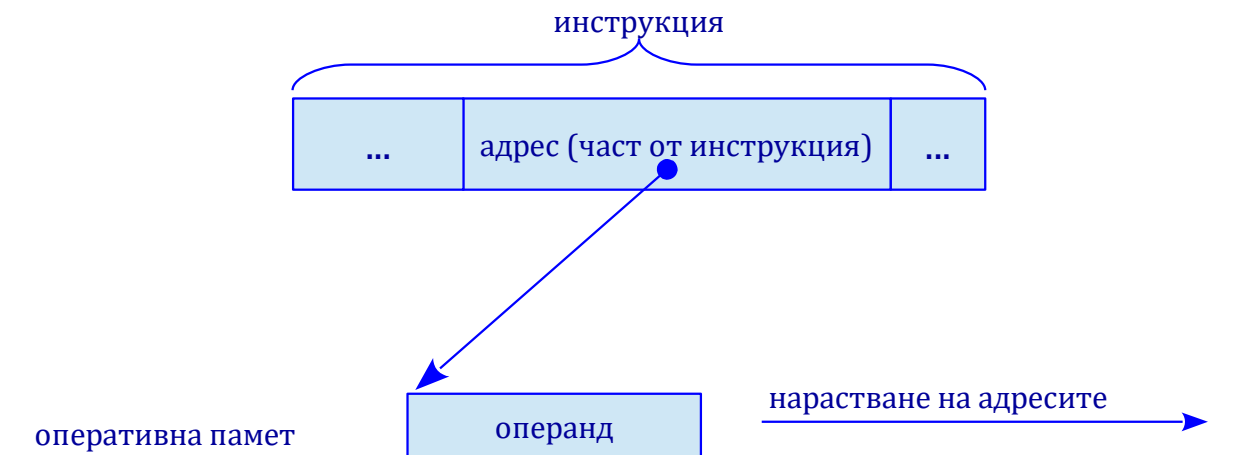 инструкция
... адрес (част от инструкция) ...
нарастване на адресите
оперативна памет операнд